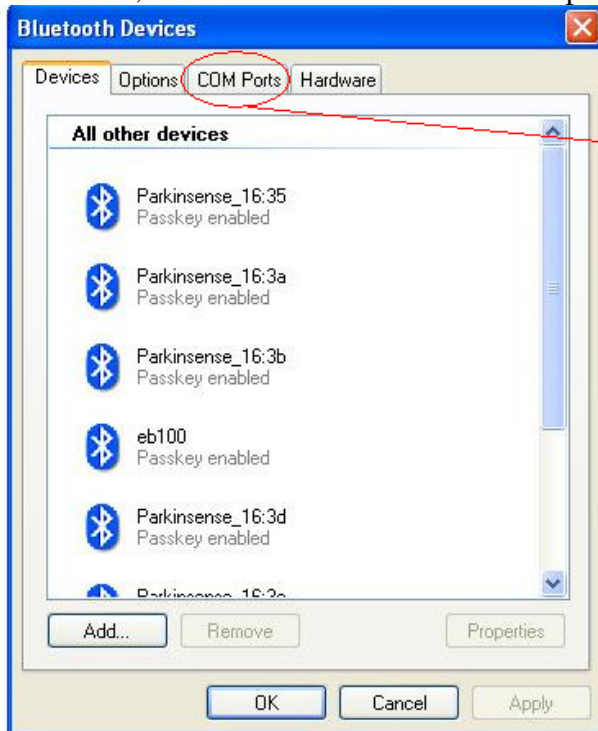 Bluetooth Devices
Devices Options COM Ports Hardware
All other devices
Parkinsense_16:35
Passkey enabled
Parkinsense_16:3a
Passkey enabled
Parkinsense_16:3b
Passkey enabled
eb100
Passkey enabled
Parkinsense_16:3d
Passkey enabled
Add... Remove Properties
OK Cancel Apply